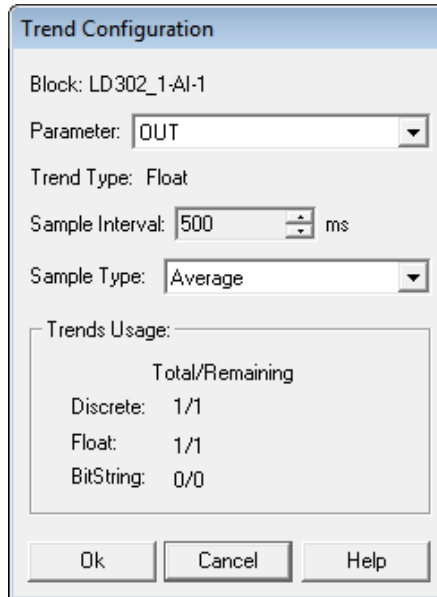 Trend Configuration
Block: LD302_1-AI-1
Parameter: OUT
Trend Type: Float
Sample Interval: 500 ms
Sample Type: Average
Trends Usage:
Total/Remaining
Discrete: 1/1
Float: 1/1
BitString: 0/0
Ok Cancel Help